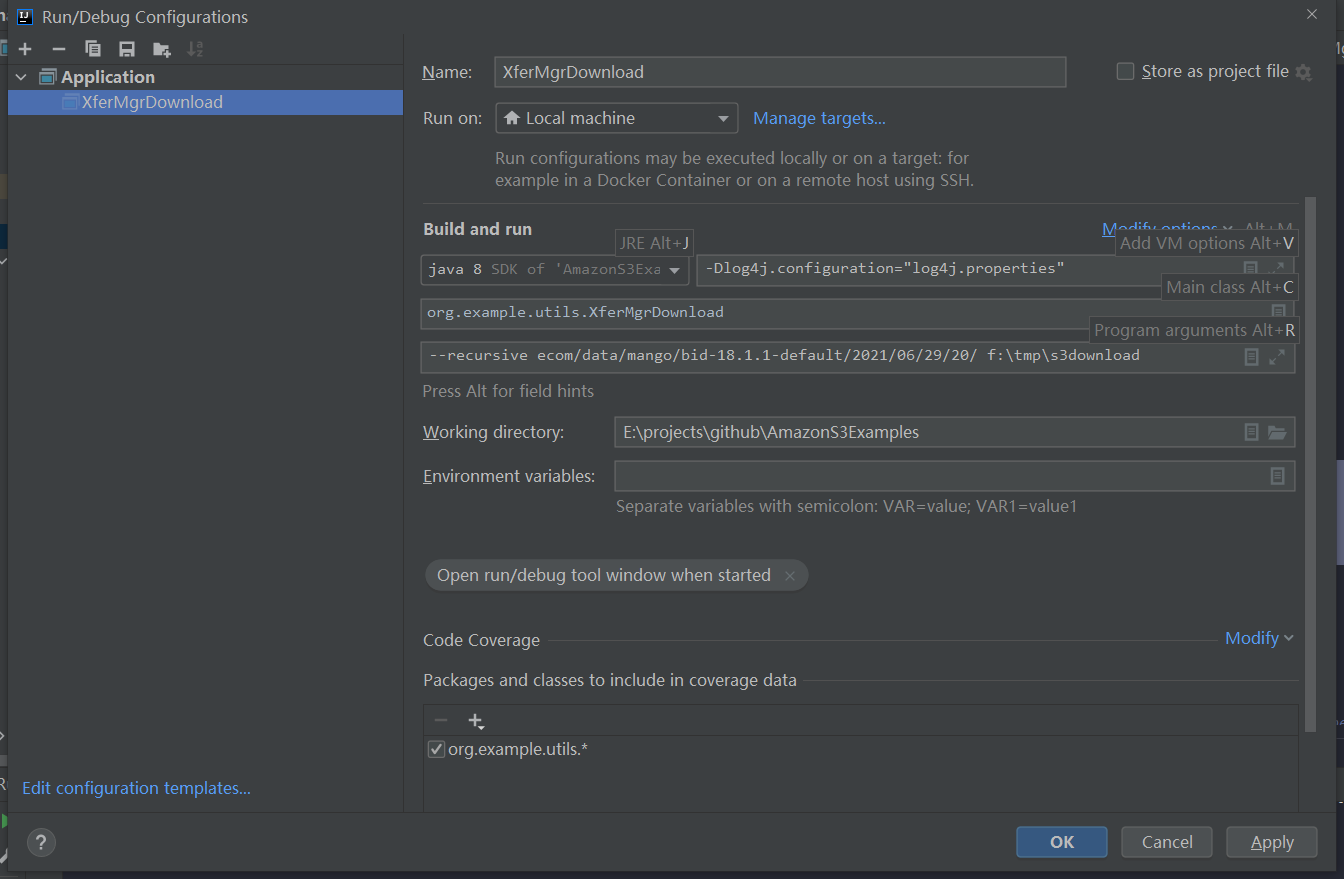 Run/Debug Configurations
Application
XferMgrDownload
Name: XferMgrDownload
Store as project file
Run on: Local machine Manage targets...
Run configurations may be executed locally or on a target: for
example in a Docker Container or on a remote host using SSH.
Build and run
Modify options Alt+M
JRE Alt+J
Add VM options Alt+V
java 8 SDK of 'AmazonS3Exa
-Dlog4j.configuration="log4j.properties"
Main class Alt+C
org.example.utils.XferMgrDownload
Program arguments Alt+R
--recursive ecom/data/mango/bid-18.1.1-default/2021/06/29/20/ f:\tmp\s3download
Press Alt for field hints
Working directory: E:\projects\github\AmazonS3Examples
Environment variables:
Separate variables with semicolon: VAR=value; VAR1=value1
Open run/debug tool window when started
Code Coverage
Modify
Packages and classes to include in coverage data
org.example.utils.*
Edit configuration templates...
?
OK
Cancel
Apply